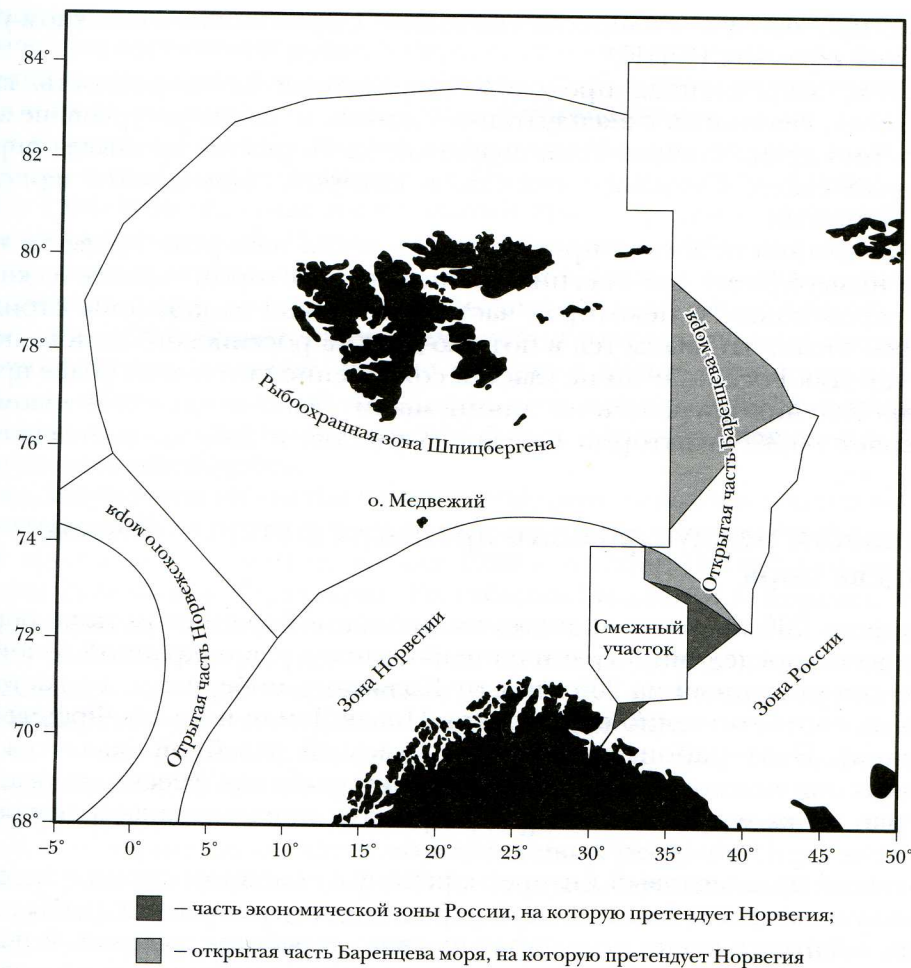 84°
82°
80°
78°
76°
74°
72°
70°
68°
−5°
0°
5°
10°
15°
20°
25°
30°
35°
40°
45°
50°
Рыбоохранная зона Шпицбергена
о. Медвежий
Открытая часть Баренцева моря
Отрытая часть Норвежского моря
Зона Норвегии
Смежный
участок
Зона России
– часть экономической зоны России, на которую претендует Норвегия;
– открытая часть Баренцева моря, на которую претендует Норвегия